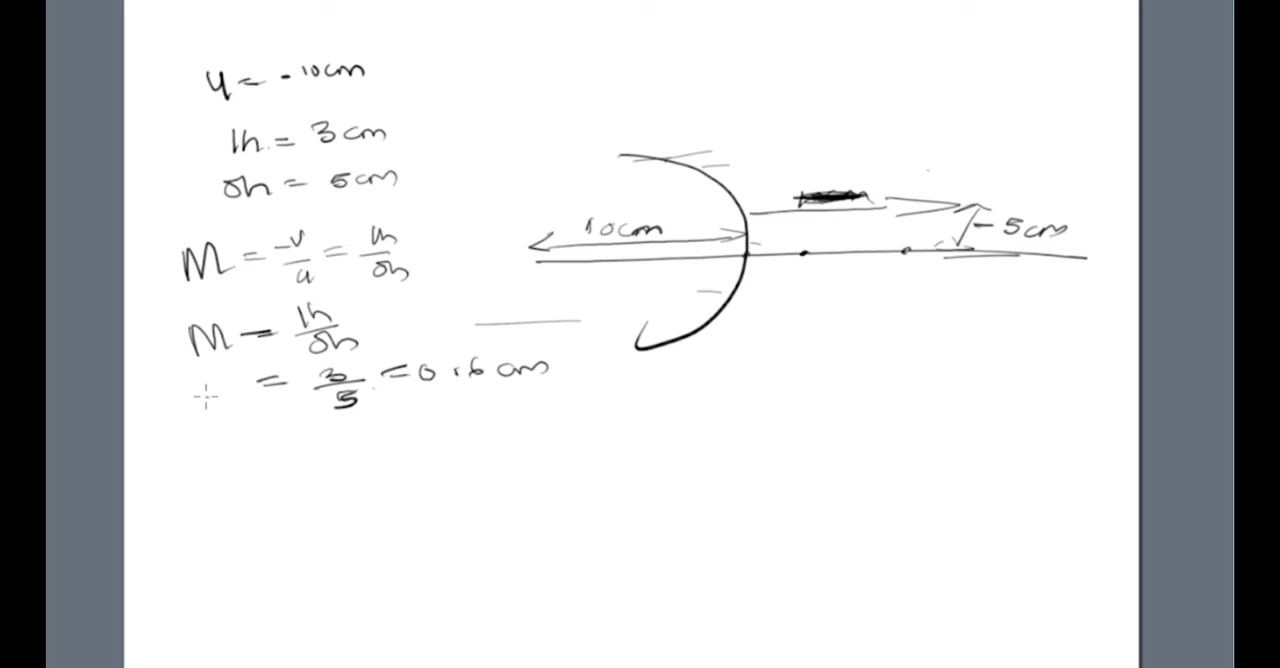 u = -10cm
Ih = 3cm
Oh = 5cm
M = -v/u = Ih/Oh
M = Ih/Oh
= 3/5 = 0.6 cm
10cm
5cm